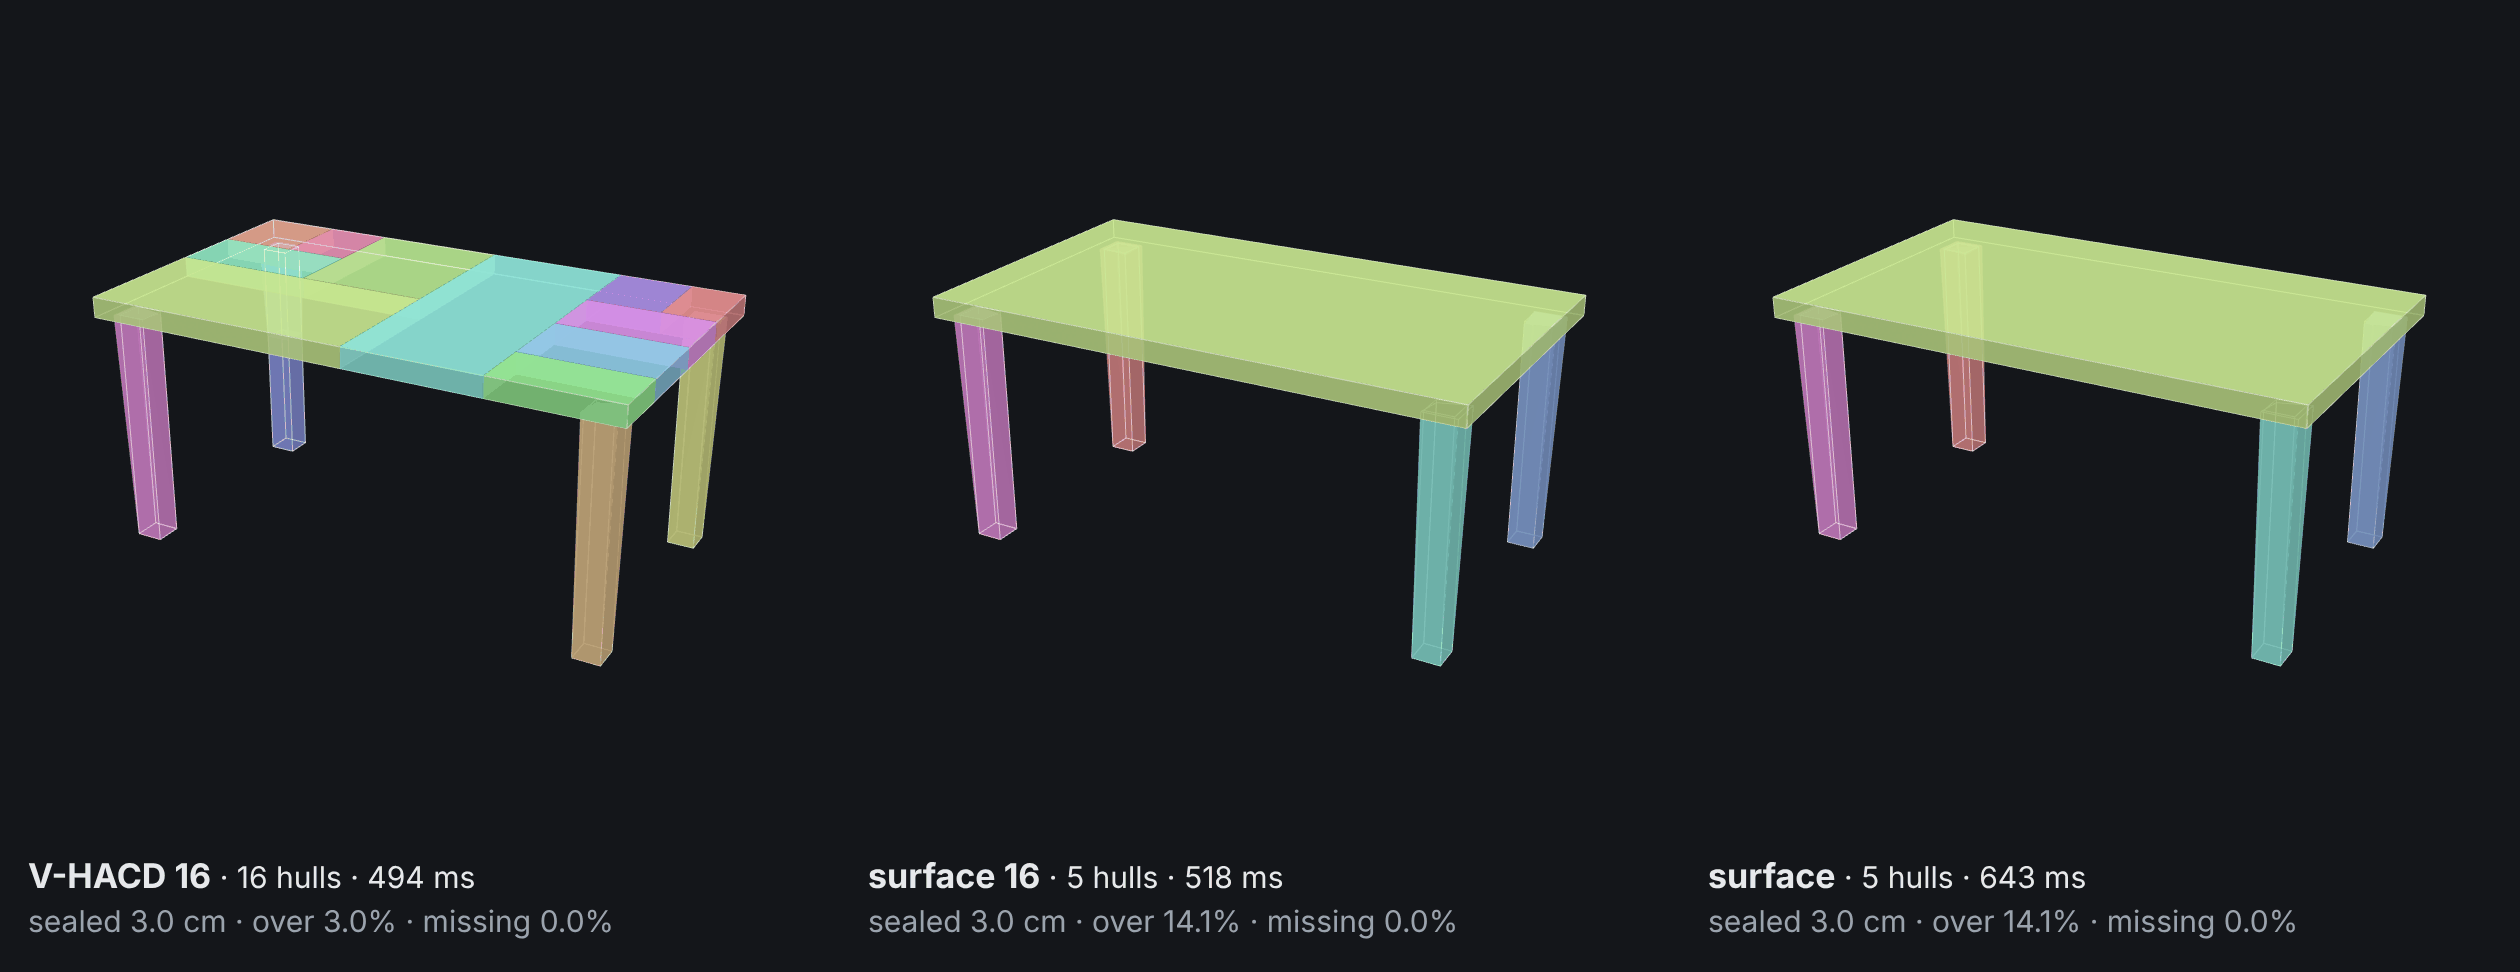 V-HACD 16 · 16 hulls · 494 ms
sealed 3.0 cm · over 3.0% · missing 0.0%
surface 16 · 5 hulls · 518 ms
sealed 3.0 cm · over 14.1% · missing 0.0%
surface · 5 hulls · 643 ms
sealed 3.0 cm · over 14.1% · missing 0.0%